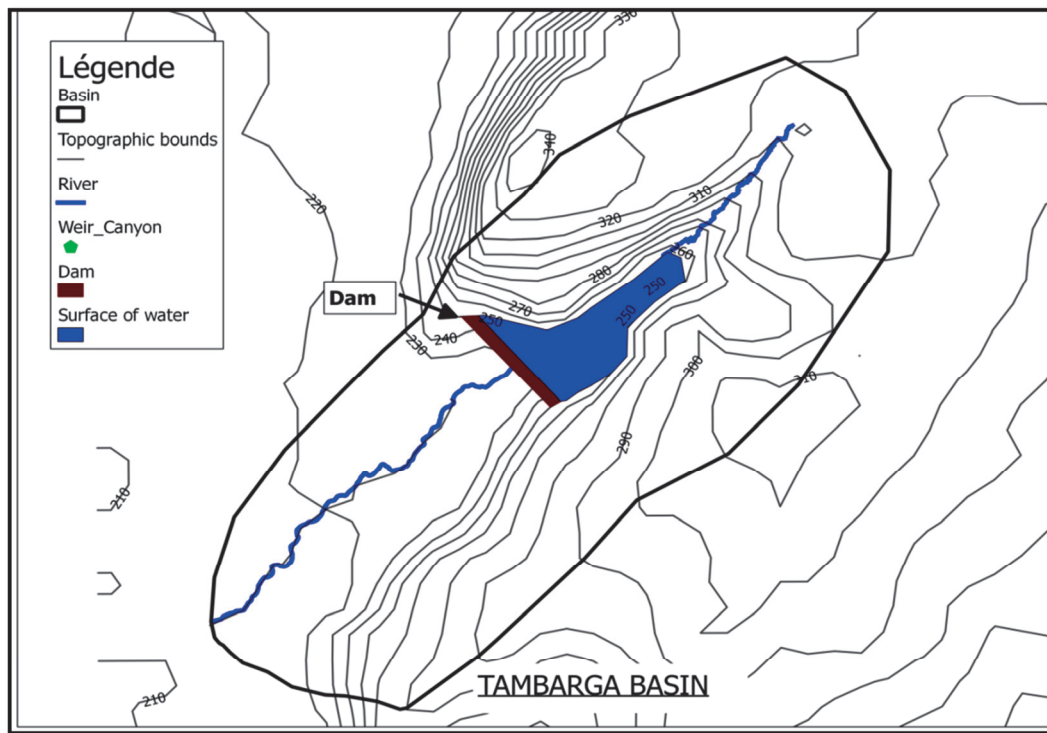 Légende
Basin
Topographic bounds
River
Weir_Canyon
Dam
Surface of water
330
340
220
310
320
260
280
250
270
250
250
Dam
240
230
300
310
290
210
210
TAMBARGA BASIN